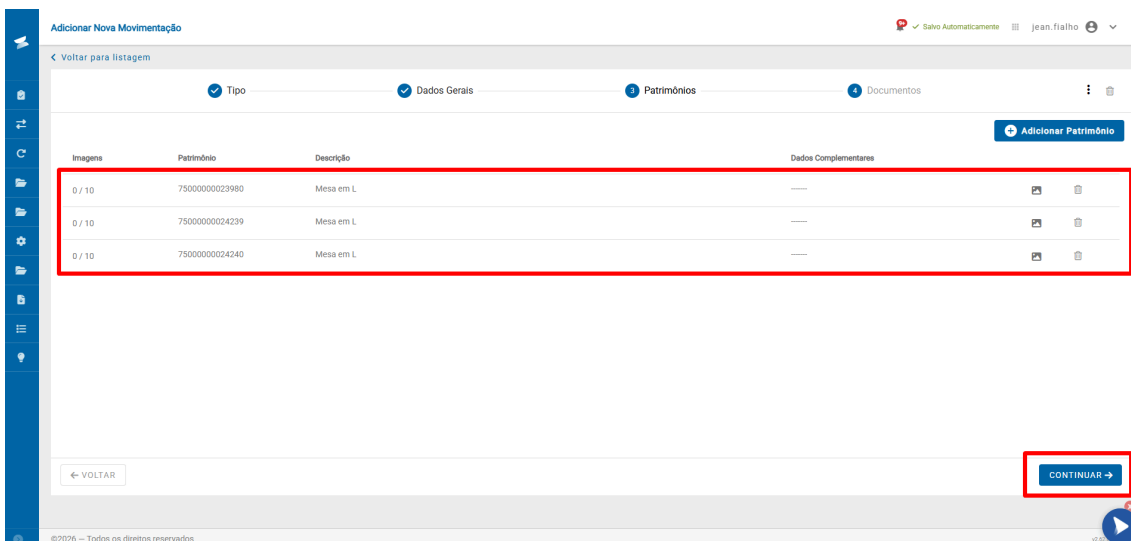 Adicionar Nova Movimentação
9+ Salvo Automaticamente jean.fialho
Voltar para listagem
Tipo Dados Gerais 3 Patrimônios 4 Documentos
Adicionar Patrimônio
Imagens Patrimônio Descrição Dados Complementares
0 / 10 75000000023980 Mesa em L -----
0 / 10 75000000024239 Mesa em L -----
0 / 10 75000000024240 Mesa em L -----
← VOLTAR CONTINUAR →
©2026 — Todos os direitos reservados